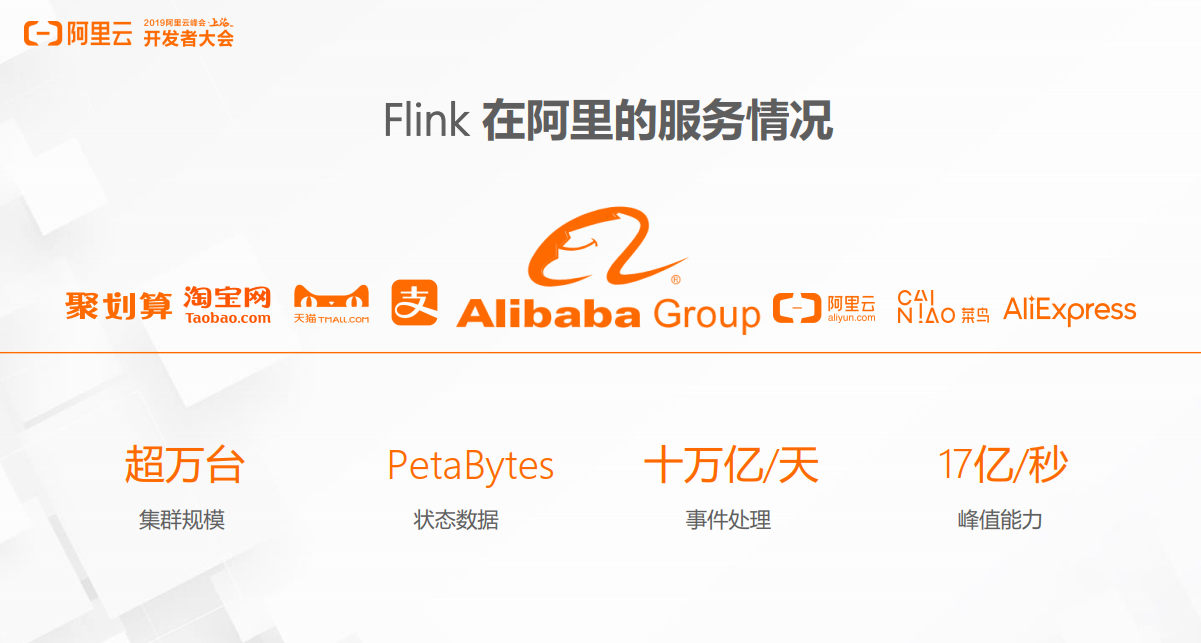 阿里云
2019阿里云峰会·上海
开发者大会
Flink 在阿里的服务情况
聚划算
淘宝网
Taobao.com
天猫 TMALL.COM
支
Alibaba Group
®
阿里云
aliyun.com
CAI
NIAO 菜鸟
AliExpress
超万台
PetaBytes
十万亿/天
17亿/秒
集群规模
状态数据
事件处理
峰值能力